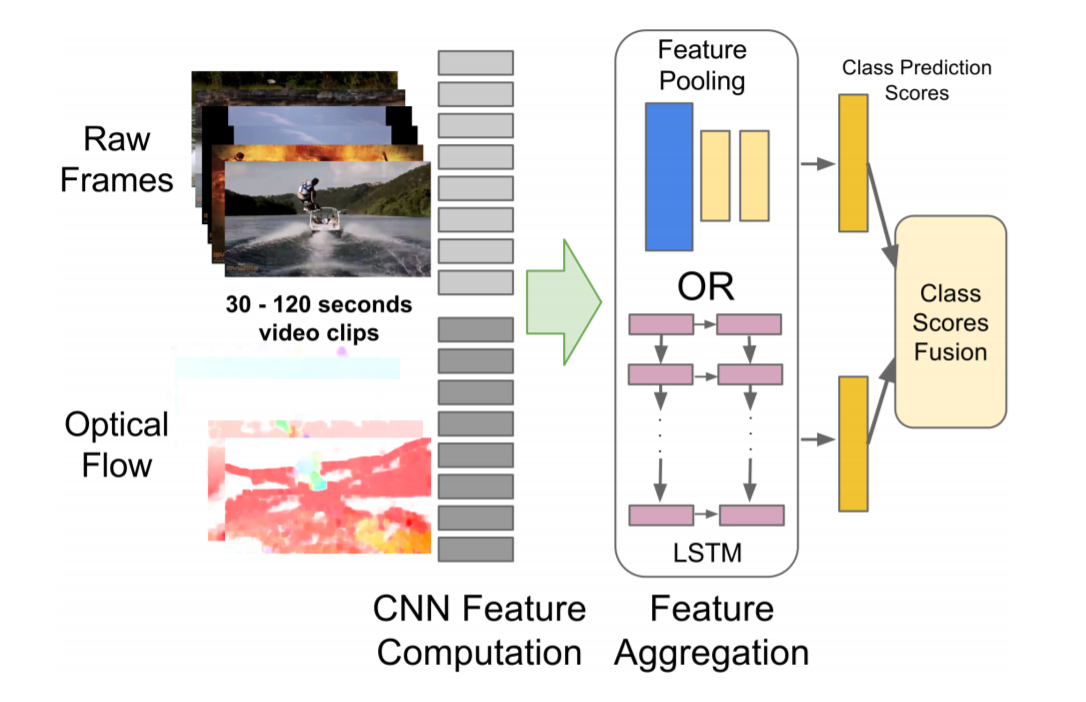 Raw
Frames
30 - 120 seconds
video clips
Optical
Flow
CNN Feature
Computation
Feature
Pooling
OR
LSTM
Feature
Aggregation
Class Prediction
Scores
Class
Scores
Fusion